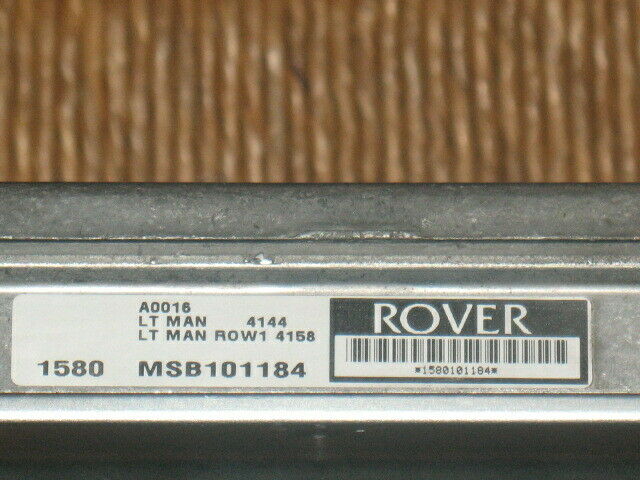 A0016
LT MAN 4144
LT MAN ROW1 4158
1580 MSB101184
ROVER
*1580101184*